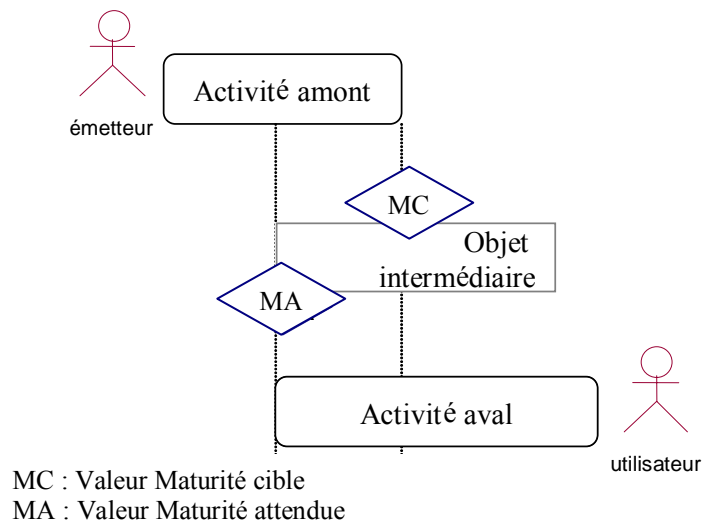 Activité amont
émetteur
MC
Objet
intermédiaire
MA
Activité aval
utilisateur
MC : Valeur Maturité cible
MA : Valeur Maturité attendue